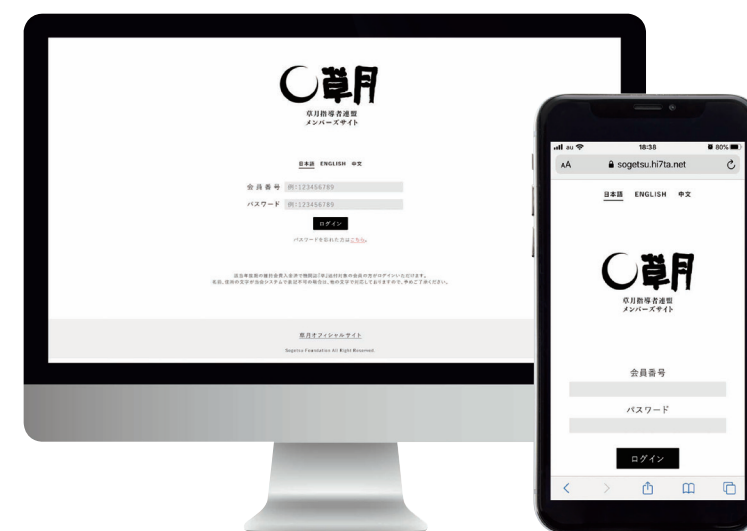 草月
草月指導者連盟
メンバーズサイト
日本語 ENGLISH 中文
会員番号 例:123456789
パスワード 例:123456789
ログイン
パスワードを忘れた方はこちら。
草月オフィシャルサイト
Sogetsu Foundation All Right Reserved.
au 18:38 80%
AA sogetsu.hi7ta.net
日本語 ENGLISH 中文
草月
草月指導者連盟
メンバーズサイト
会員番号
パスワード
ログイン